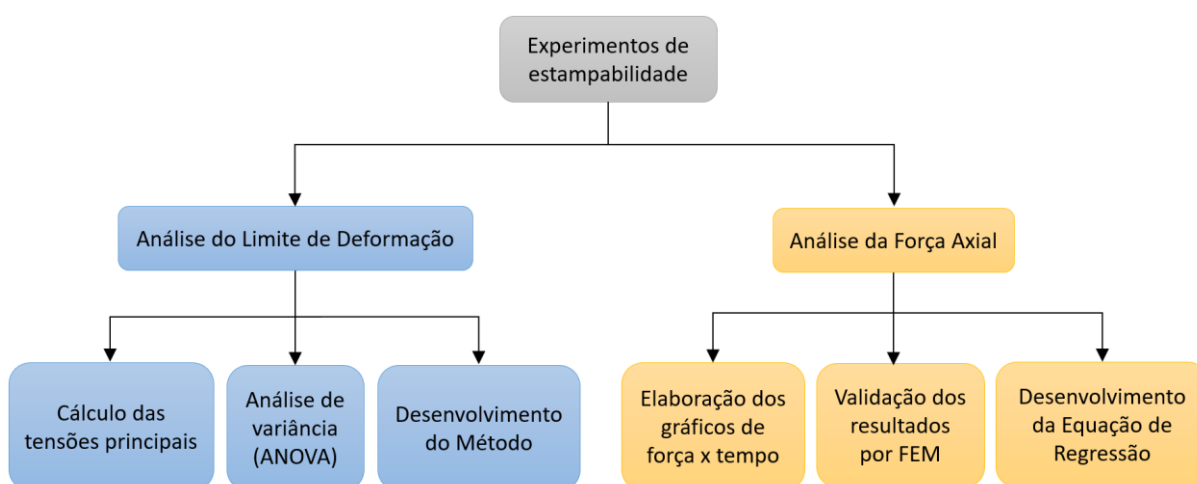 Experimentos de
estampabilidade
Análise do Limite de Deformação
Análise da Força Axial
Cálculo das
tensões principais
Análise de
variância
(ANOVA)
Desenvolvimento
do Método
Elaboração dos
gráficos de
força x tempo
Validação dos
resultados
por FEM
Desenvolvimento
da Equação de
Regressão